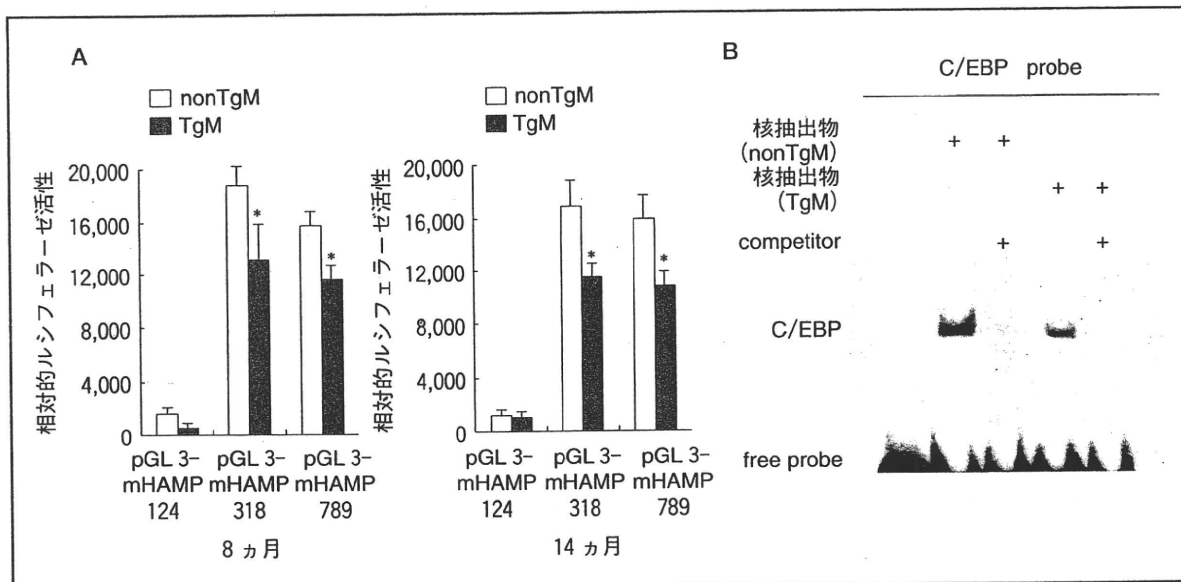 A
□ nonTgM
■ TgM
相対的ルシフェラーゼ活性
20,000
16,000
12,000
8,000
4,000
0
*
*
pGL 3-
mHAMP
124
pGL 3-
mHAMP
318
pGL 3-
mHAMP
789
8 ヵ月
□ nonTgM
■ TgM
相対的ルシフェラーゼ活性
20,000
16,000
12,000
8,000
4,000
0
*
*
pGL 3-
mHAMP
124
pGL 3-
mHAMP
318
pGL 3-
mHAMP
789
14 ヵ月
B
C/EBP probe
核抽出物
(nonTgM)
+ +
核抽出物
(TgM)
+ +
competitor
+ +
C/EBP
free probe